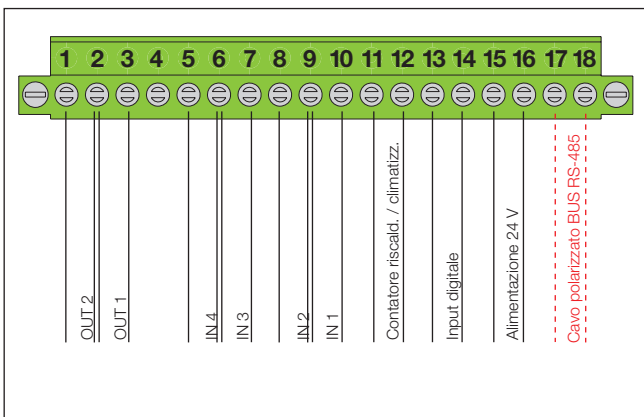 1 2 3 4 5 6 7 8 9 10 11 12 13 14 15 16 17 18
OUT 2
OUT 1
IN 4
IN 3
IN 2
IN 1
Contatore riscald. / climatizz.
Input digitale
Alimentazione 24 V
Cavo polarizzato BUS RS-485